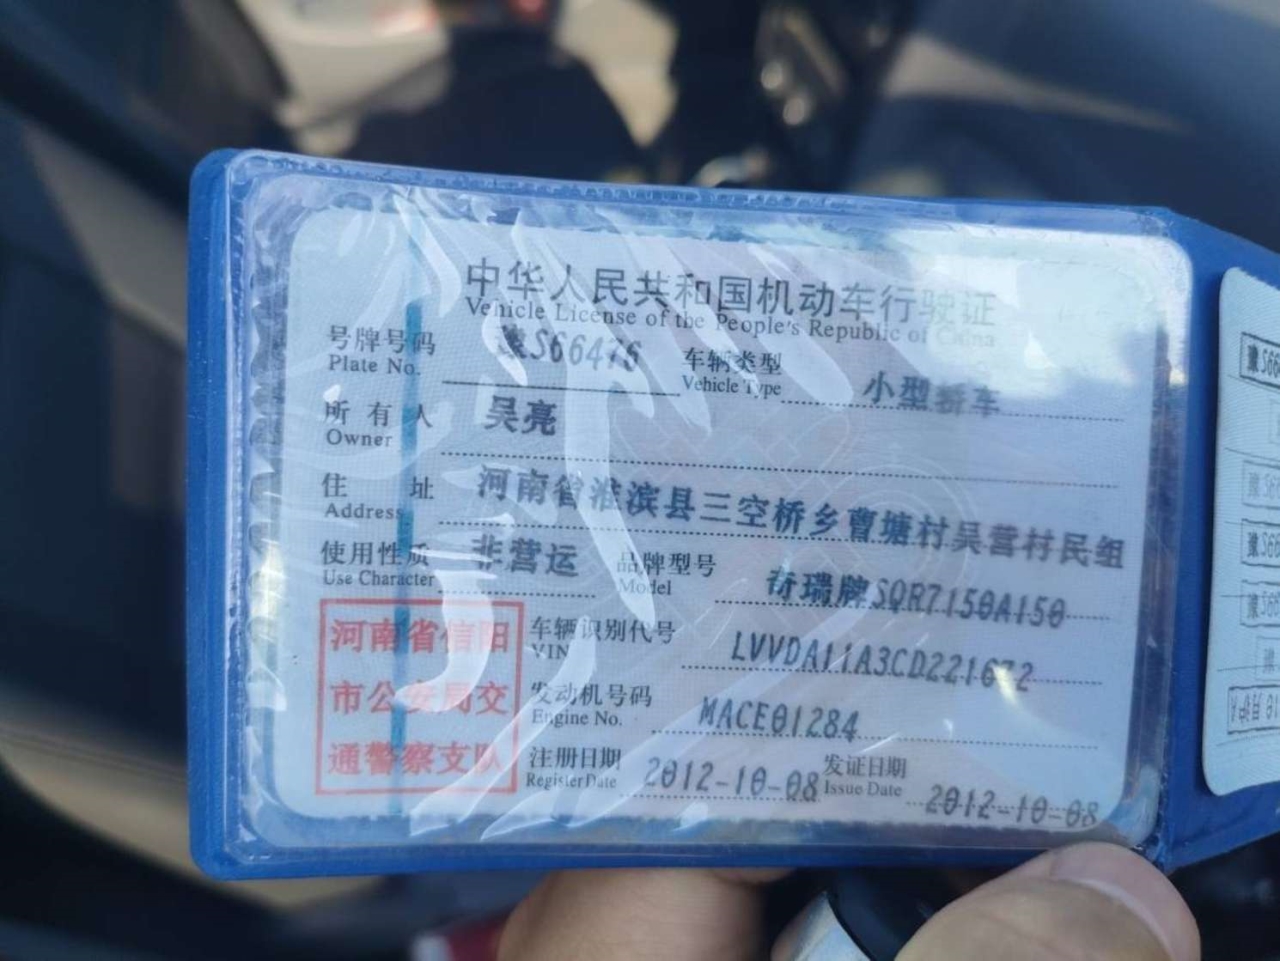 中华人民共和国机动车行驶证
Vehicle License of the People's Republic of China
号牌号码 豫S66476 车辆类型 小型轿车
Plate No. Vehicle Type
所有人 吴亮
Owner
住址 河南省淮滨县三空桥乡曹塘村吴营村民组
Address
使用性质 非营运 品牌型号 奇瑞牌SQR7150A150
Use Character Model
河南省信阳
市公安局交
通警察支队
车辆识别代号 LVVDA11A3CD221672
VIN
发动机号码 MACE01284
Engine No.
注册日期 2012-10-08 发证日期 2012-10-08
Register Date Issue Date